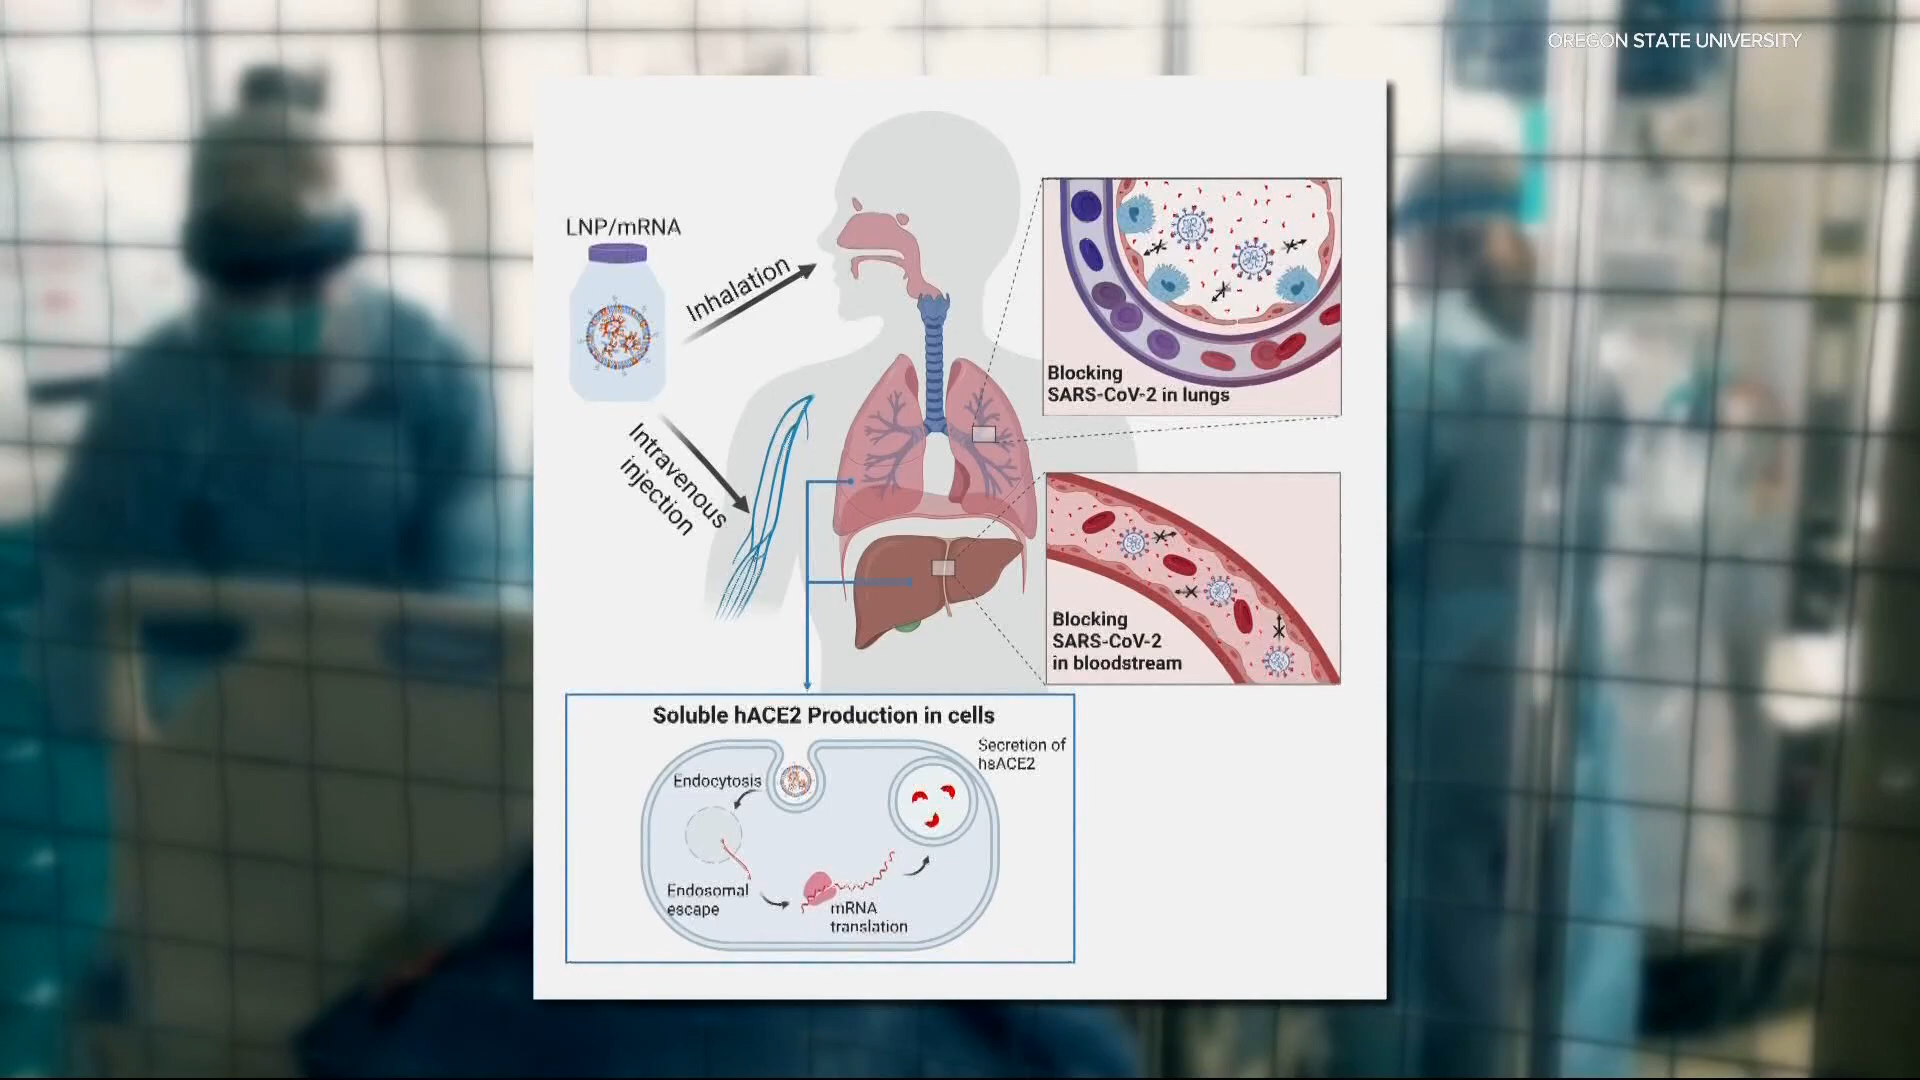 OREGON STATE UNIVERSITY
LNP/mRNA
Inhalation
Intravenous
injection
Blocking
SARS-CoV-2 in lungs
Blocking
SARS-CoV-2
in bloodstream
Soluble hACE2 Production in cells
Secretion of
hsACE2
Endocytosis
Endosomal
escape
mRNA
translation